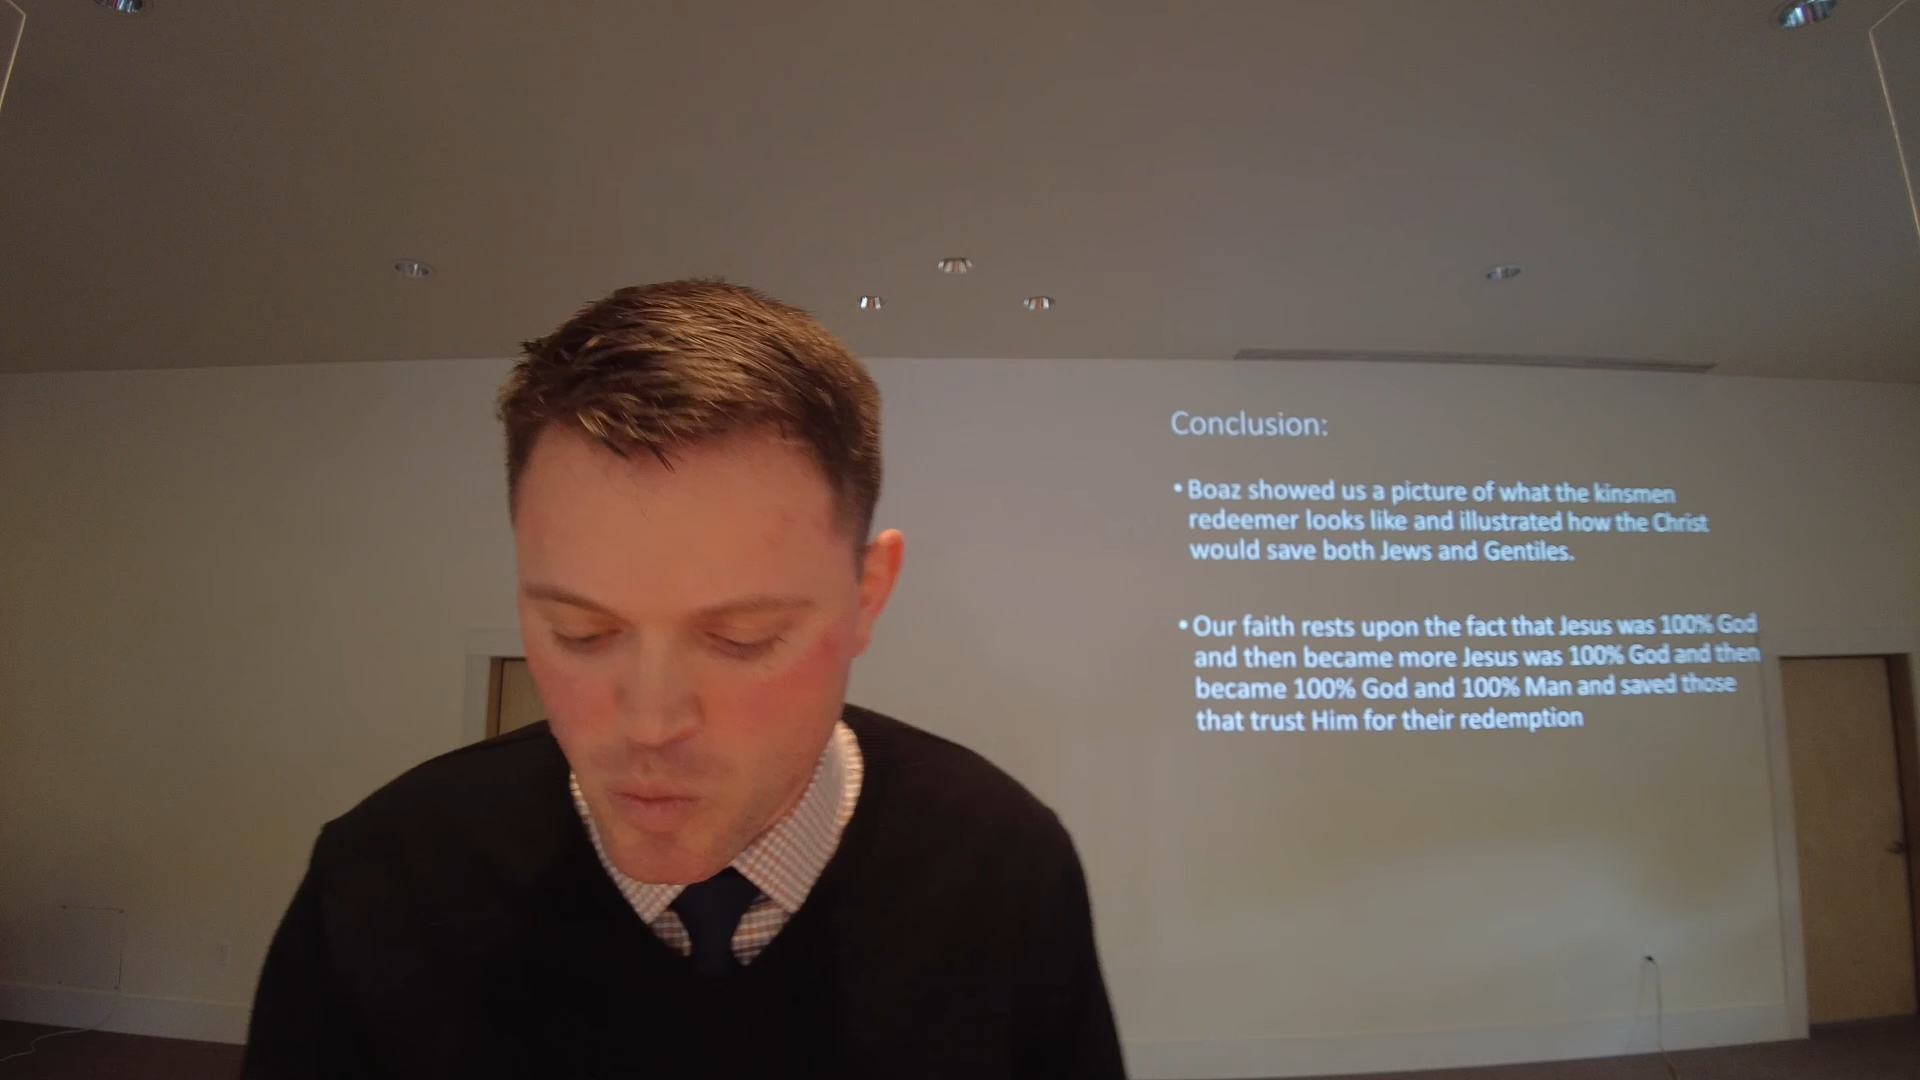 Conclusion:
• Boaz showed us a picture of what the kinsmen
redeemer looks like and illustrated how the Christ
would save both Jews and Gentiles.
• Our faith rests upon the fact that Jesus was 100% God
and then became more Jesus was 100% God and then
became 100% God and 100% Man and saved those
that trust Him for their redemption